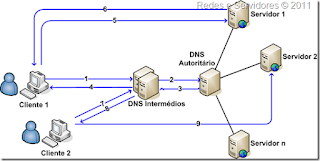 Redes e Servidores © 2011
6
5
Servidor 1
DNS
Autoritário
Servidor 2
1
4
2
3
Cliente 1
DNS Intermédios
7
8
9
Cliente 2
Servidor n